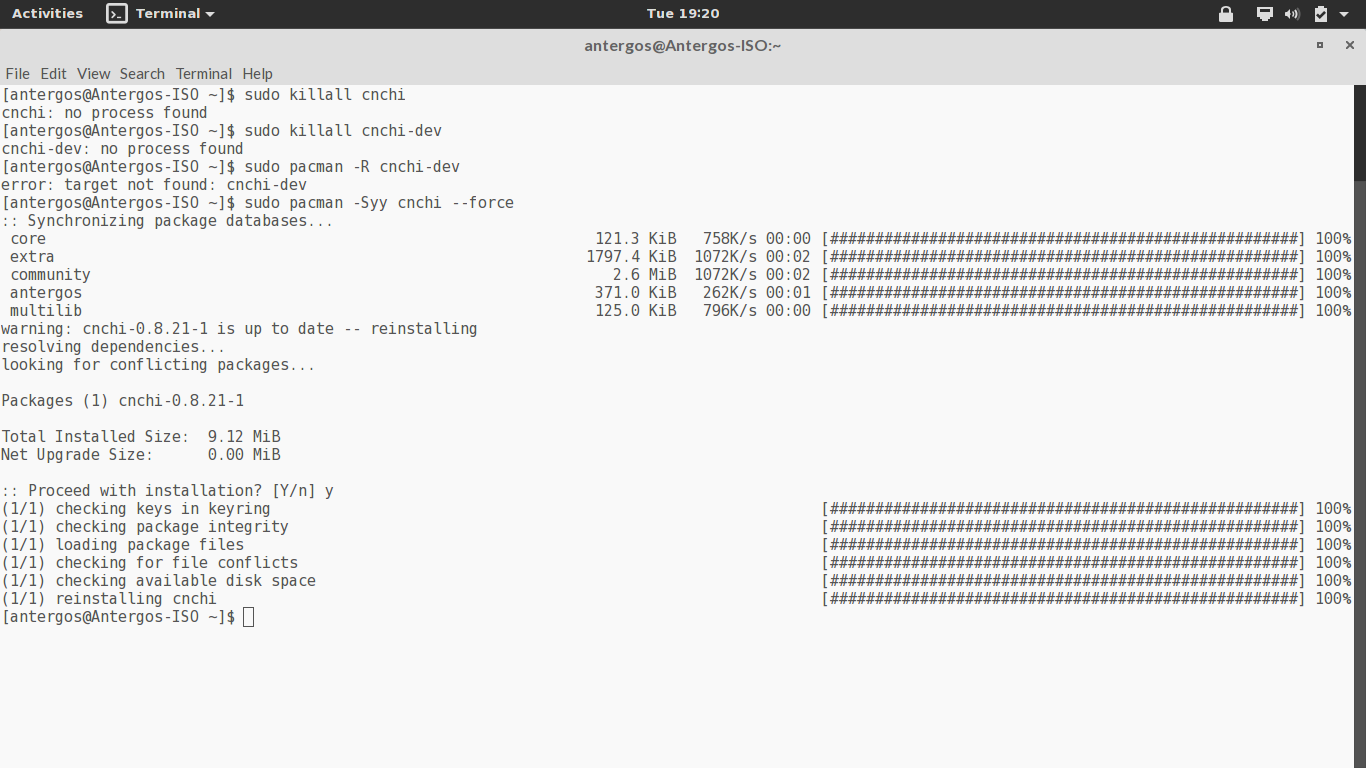 Activities Terminal Tue 19:20
antergos@Antergos-ISO:~
File Edit View Search Terminal Help
[antergos@Antergos-ISO ~]$ sudo killall cnchi
cnchi: no process found
[antergos@Antergos-ISO ~]$ sudo killall cnchi-dev
cnchi-dev: no process found
[antergos@Antergos-ISO ~]$ sudo pacman -R cnchi-dev
error: target not found: cnchi-dev
[antergos@Antergos-ISO ~]$ sudo pacman -Syy cnchi --force
:: Synchronizing package databases...
core 121.3 KiB 758K/s 00:00 [####################################################] 100%
extra 1797.4 KiB 1072K/s 00:02 [####################################################] 100%
community 2.6 MiB 1072K/s 00:02 [####################################################] 100%
antergos 371.0 KiB 262K/s 00:01 [####################################################] 100%
multilib 125.0 KiB 796K/s 00:00 [####################################################] 100%
warning: cnchi-0.8.21-1 is up to date -- reinstalling
resolving dependencies...
looking for conflicting packages...
Packages (1) cnchi-0.8.21-1
Total Installed Size: 9.12 MiB
Net Upgrade Size: 0.00 MiB
:: Proceed with installation? [Y/n] y
(1/1) checking keys in keyring [####################################################] 100%
(1/1) checking package integrity [####################################################] 100%
(1/1) loading package files [####################################################] 100%
(1/1) checking for file conflicts [####################################################] 100%
(1/1) checking available disk space [####################################################] 100%
(1/1) reinstalling cnchi [####################################################] 100%
[antergos@Antergos-ISO ~]$